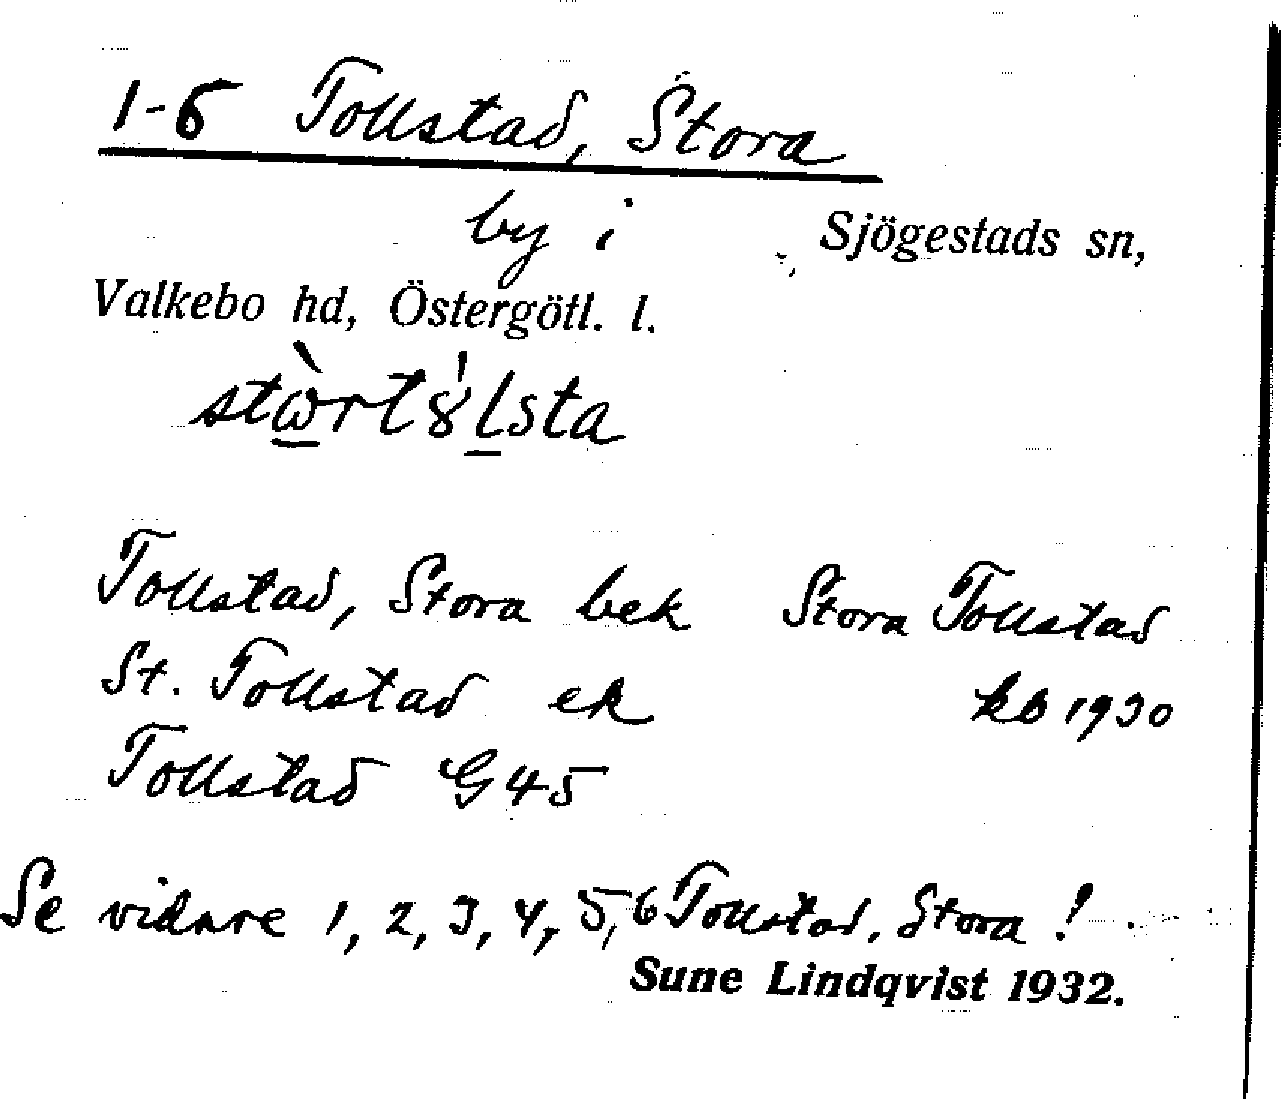 1-6 Tollstad, Stora
by i Sjögestads sn,
Valkebo hd, Östergötl. l.
Tollstad, Stora bek Stora Tollstad
St. Tollstad ek kb 1930
Tollstad G45
Se vidare 1, 2, 3, 4, 5, 6 Tollstad, Stora !
Sune Lindqvist 1932.